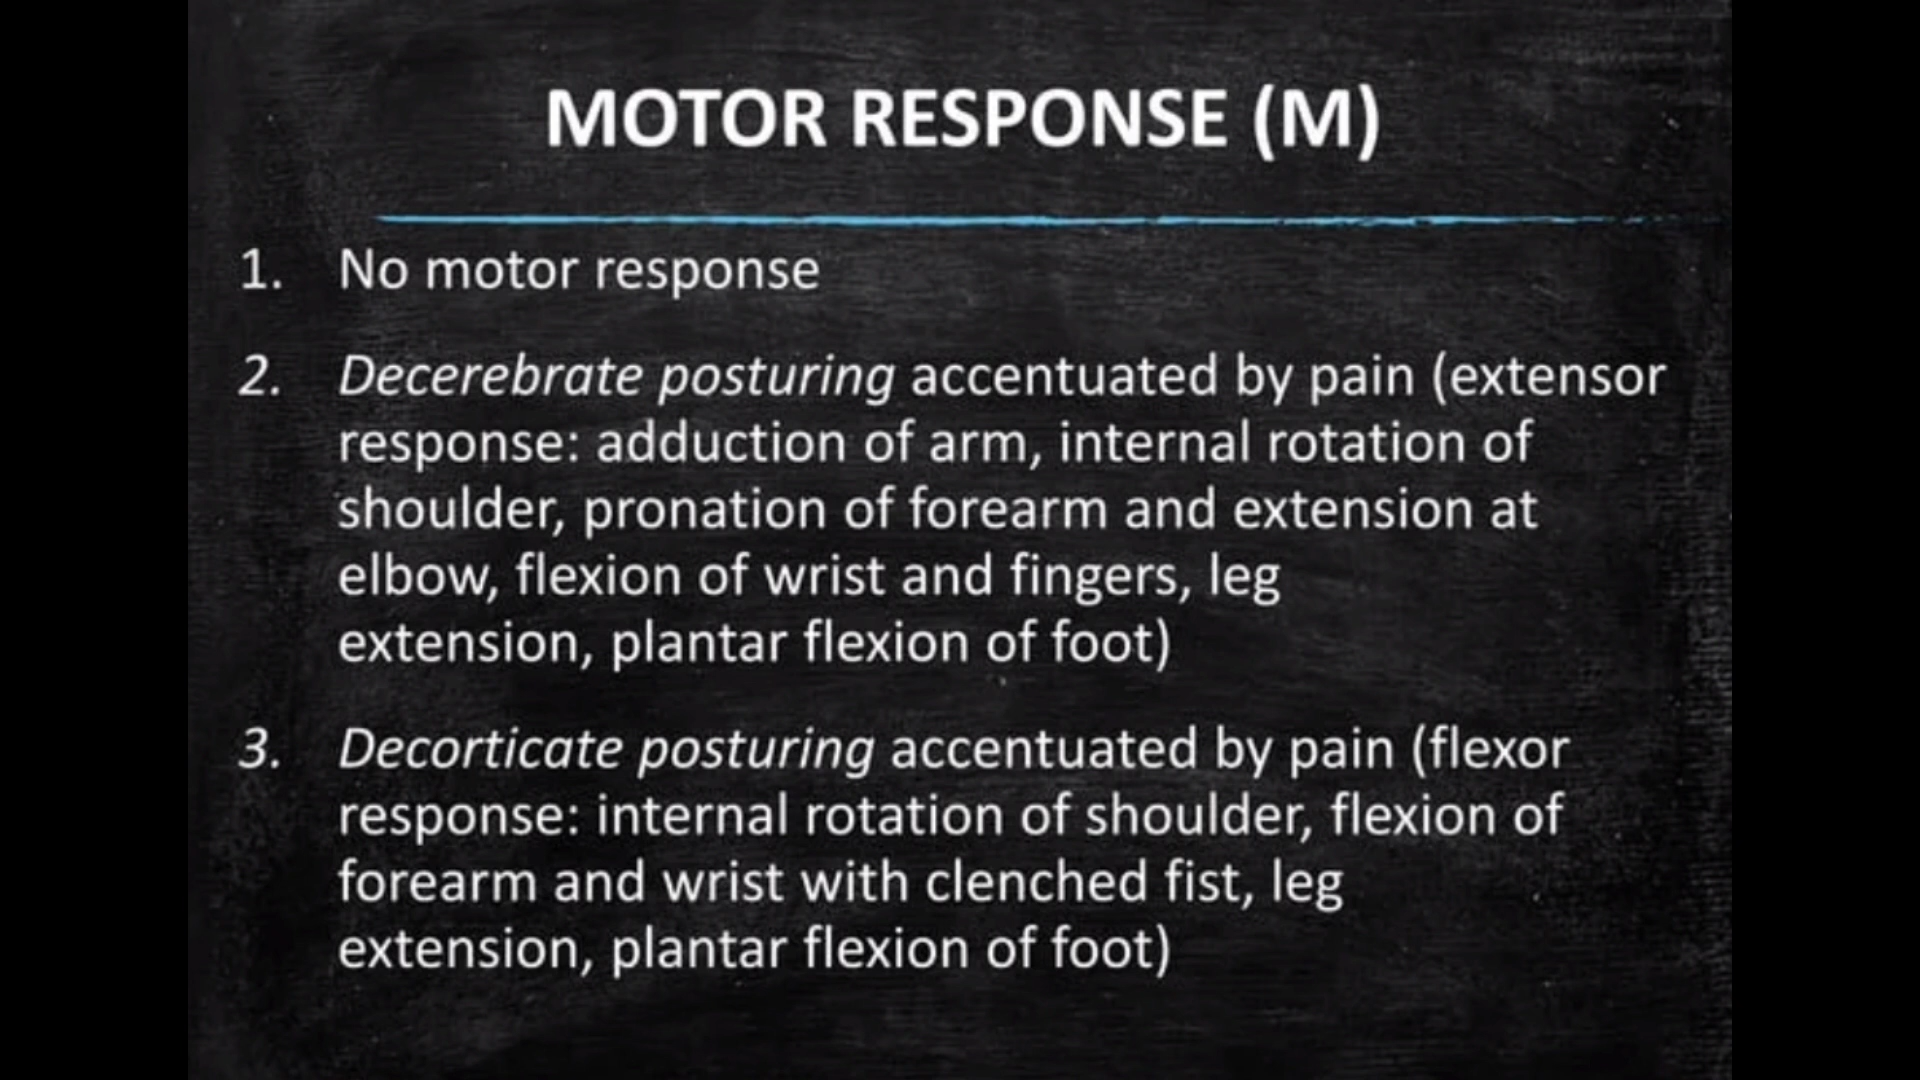 MOTOR RESPONSE (M)
1. No motor response
2. Decerebrate posturing accentuated by pain (extensor
response: adduction of arm, internal rotation of
shoulder, pronation of forearm and extension at
elbow, flexion of wrist and fingers, leg
extension, plantar flexion of foot)
3. Decorticate posturing accentuated by pain (flexor
response: internal rotation of shoulder, flexion of
forearm and wrist with clenched fist, leg
extension, plantar flexion of foot)